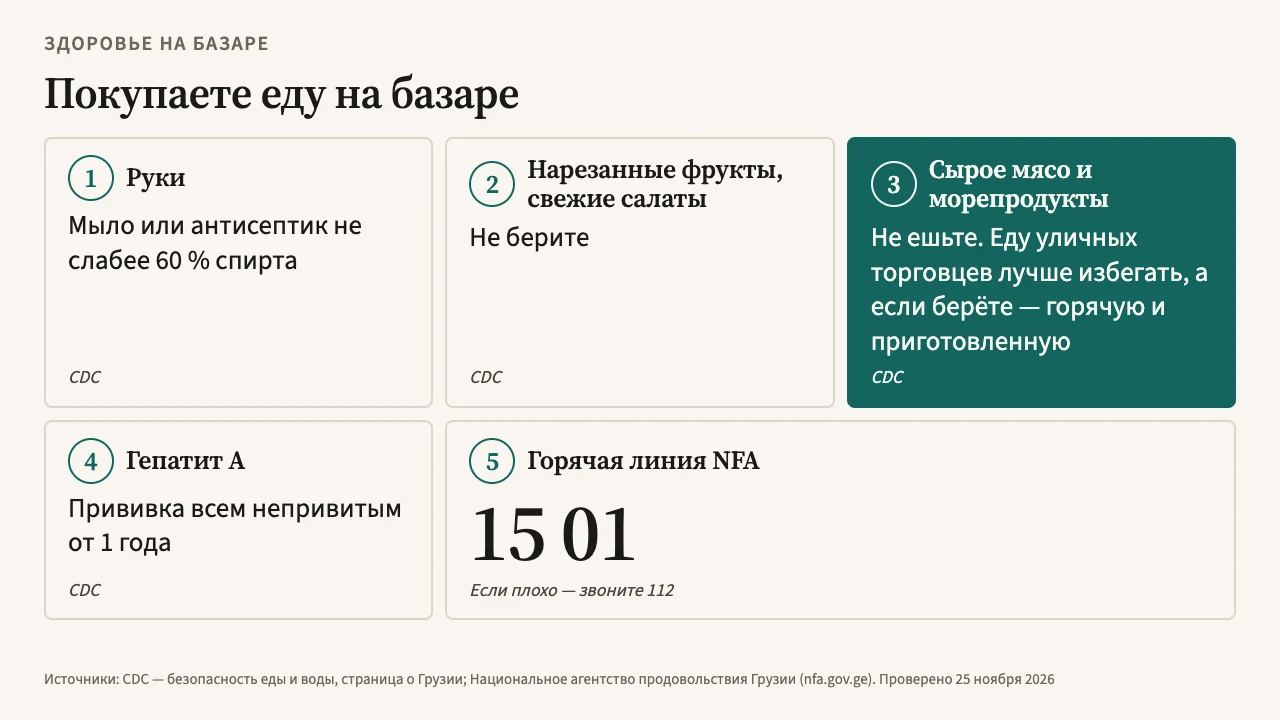 ЗДОРОВЬЕ НА БАЗАРЕ
Покупаете еду на базаре
1 Руки
Мыло или антисептик не
слабее 60 % спирта
CDC
2 Нарезанные фрукты,
свежие салаты
Не берите
CDC
3 Сырое мясо и
морепродукты
Не ешьте. Еду уличных
торговцев лучше избегать, а
если берёте — горячую и
приготовленную
CDC
4 Гепатит А
Прививка всем непривитым
от 1 года
CDC
5 Горячая линия NFA
15 01
Если плохо — звоните 112
Источники: CDC — безопасность еды и воды, страница о Грузии; Национальное агентство продовольствия Грузии (nfa.gov.ge). Проверено 25 ноября 2026